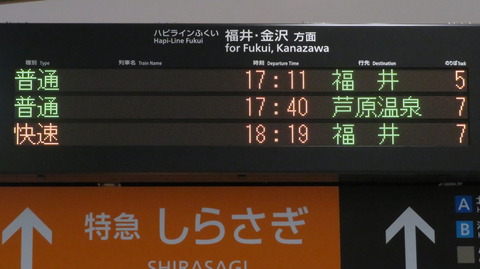 ハピラインふくい 福井・金沢 方面
Hapi-Line Fukui for Fukui, Kanazawa
種別 Type 列車名 Train Name 時刻 Departure Time 行先 Destination のりば Track
普通 17:11 福井 5
普通 17:40 芦原温泉 7
快速 18:19 福井 7
特急 しらさぎ
SHIRASAGI
A
B